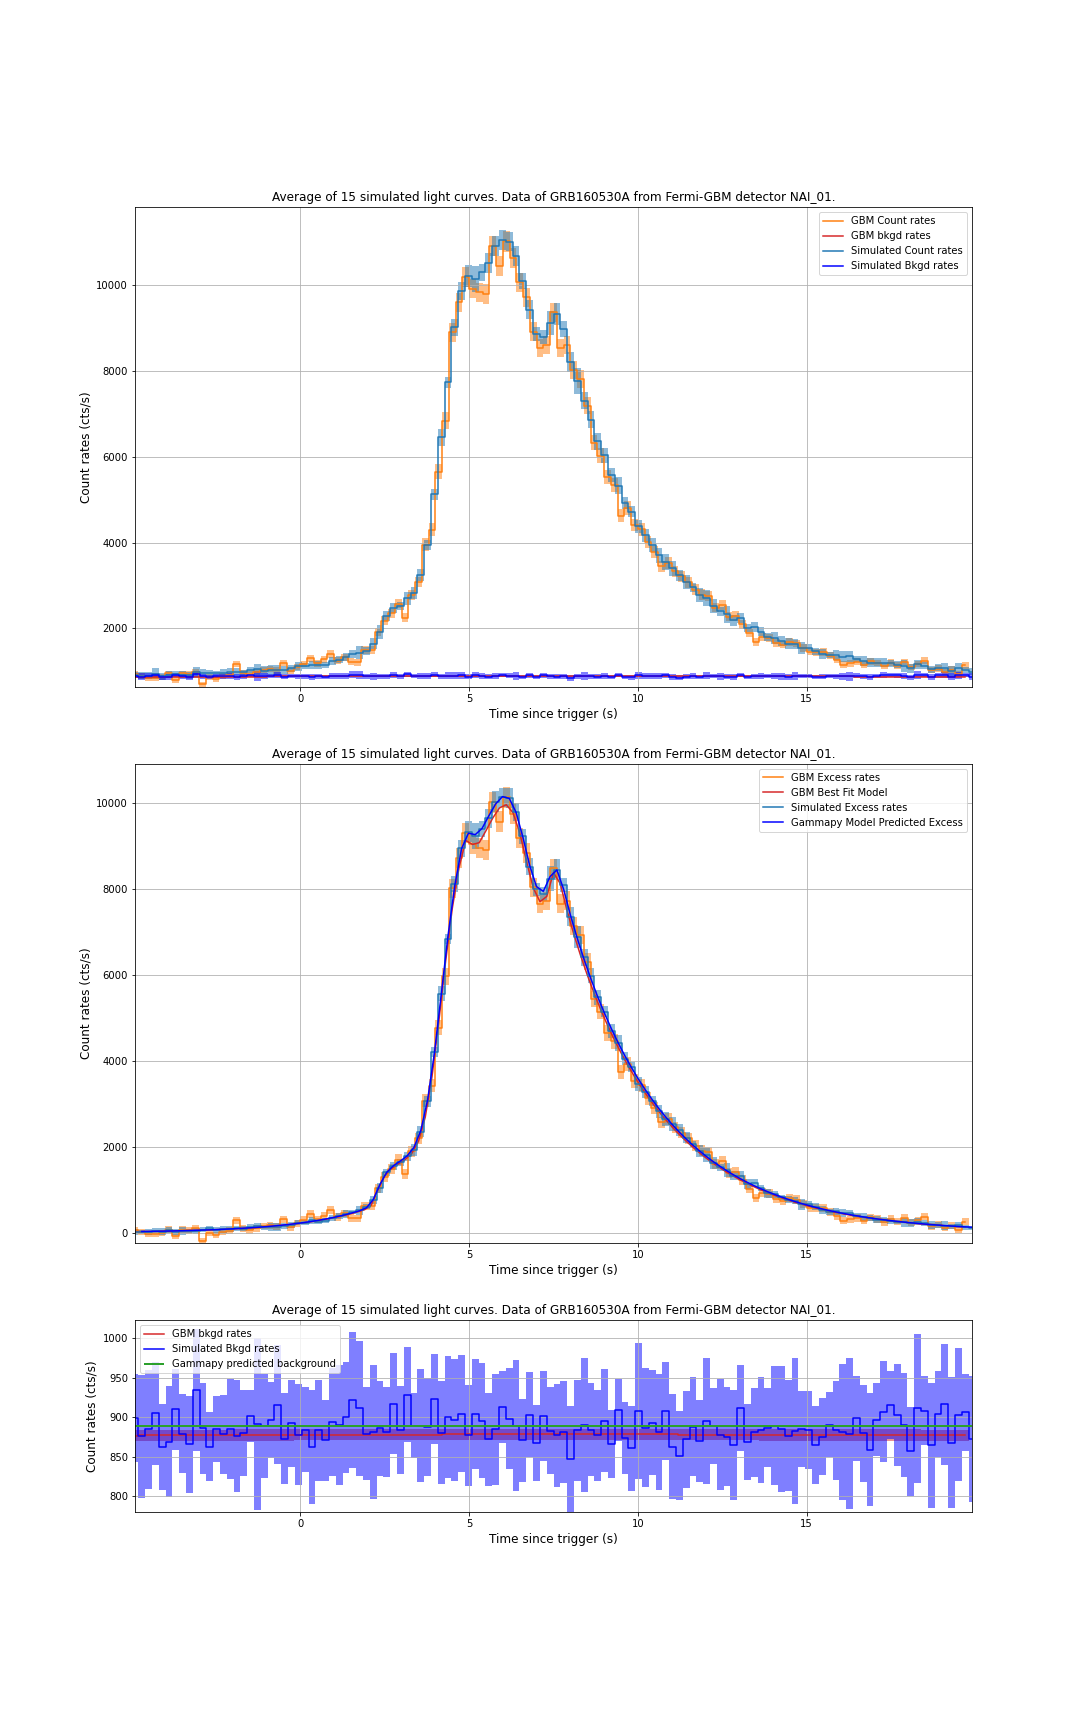 Average of 15 simulated light curves. Data of GRB160530A from Fermi-GBM detector NAI_01.
GBM Count rates
GBM bkgd rates
Simulated Count rates
Simulated Bkgd rates
Count rates (cts/s)
10000
8000
6000
4000
2000
0 5 10 15
Time since trigger (s)
Average of 15 simulated light curves. Data of GRB160530A from Fermi-GBM detector NAI_01.
GBM Excess rates
GBM Best Fit Model
Simulated Excess rates
Gammapy Model Predicted Excess
Count rates (cts/s)
10000
8000
6000
4000
2000
0
0 5 10 15
Time since trigger (s)
Average of 15 simulated light curves. Data of GRB160530A from Fermi-GBM detector NAI_01.
GBM bkgd rates
Simulated Bkgd rates
Gammapy predicted background
Count rates (cts/s)
1000
950
900
850
800
0 5 10 15
Time since trigger (s)